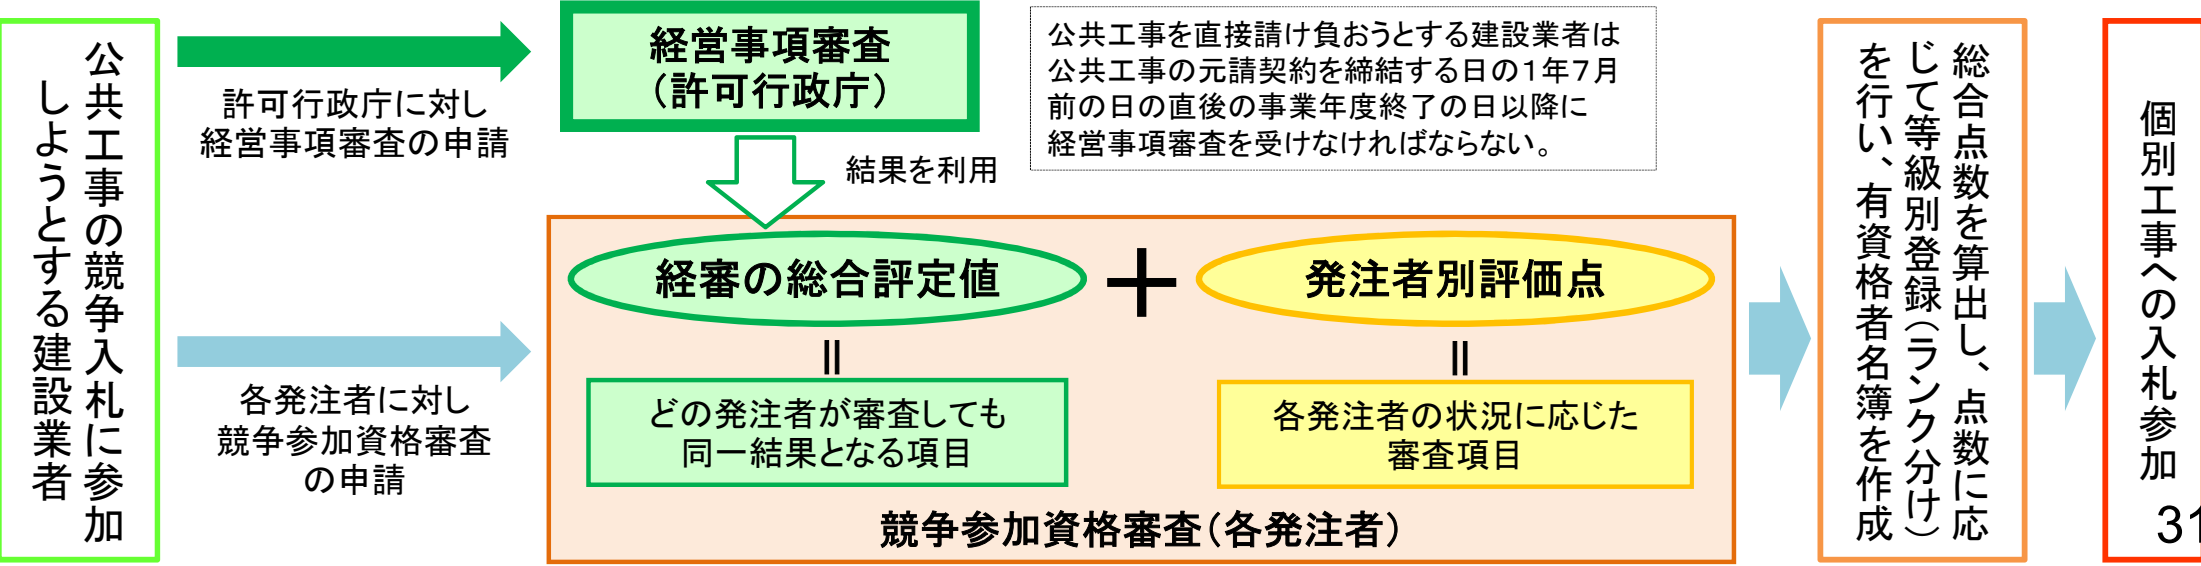 公共工事の競争入札に参加
しようとする建設業者
許可行政庁に対し
経営事項審査の申請
各発注者に対し
競争参加資格審査
の申請
経営事項審査
（許可行政庁）
結果を利用
公共工事を直接請け負おうとする建設業者は
公共工事の元請契約を締結する日の１年７月
前の日の直後の事業年度終了の日以降に
経営事項審査を受けなければならない。
経審の総合評定値
＋
発注者別評価点
＝
＝
どの発注者が審査しても
同一結果となる項目
各発注者の状況に応じた
審査項目
競争参加資格審査（各発注者）
総合点数を算出し、点数に応
じて等級別登録（ランク分け）
を行い、有資格者名簿を作成
個別工事への入札参加
31